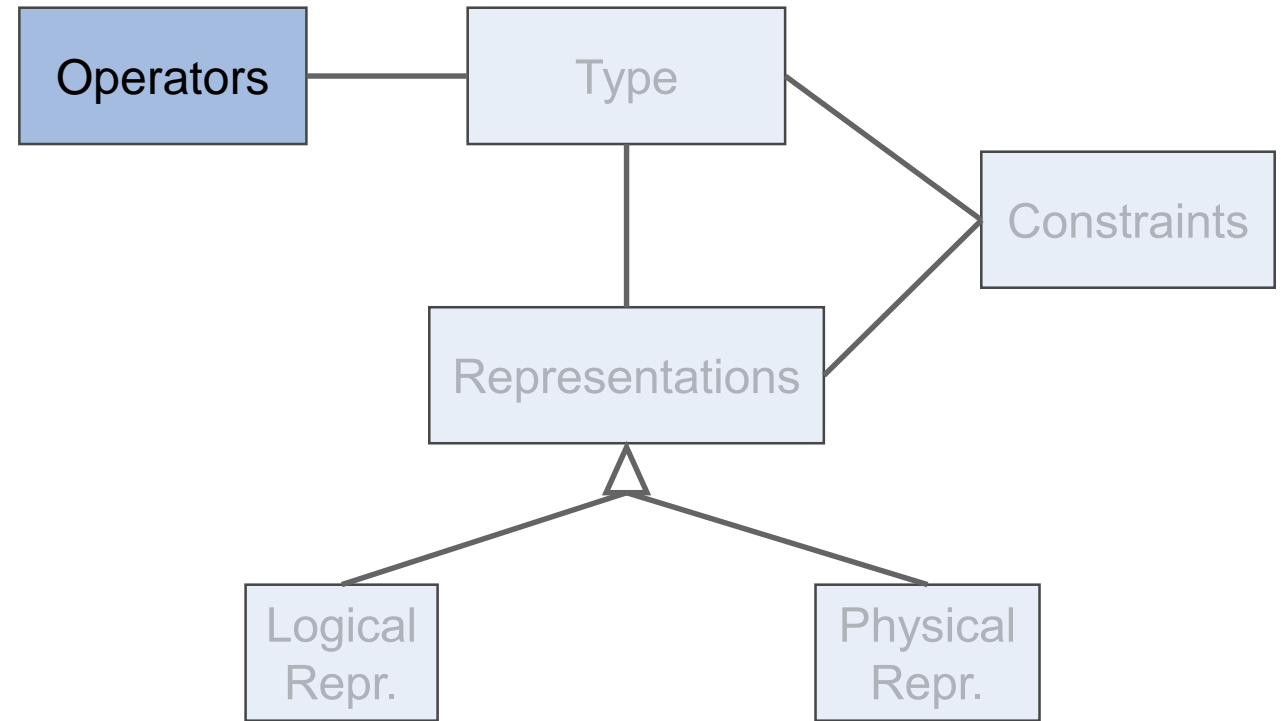 Operators
Type
Constraints
Representations
Logical
Repr.
Physical
Repr.